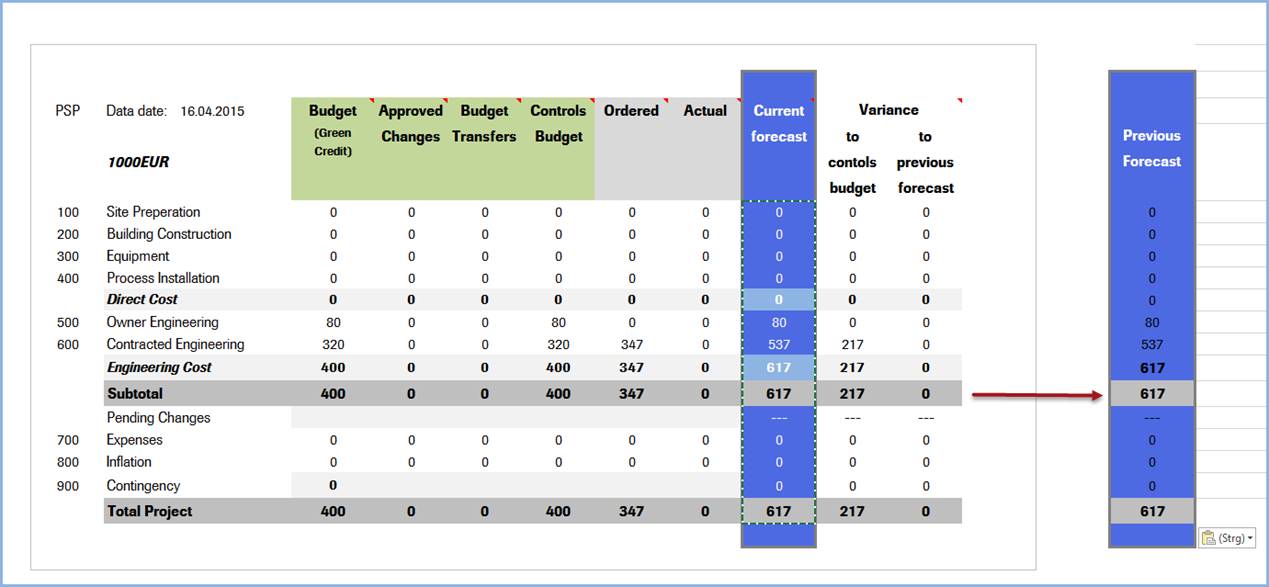 PSP Data date: 16.04.2015 Budget Approved Budget Controls Ordered Actual Current Variance
(Green Changes Transfers Budget forecast to to Previous
Credit)
1000EUR contols previous Forecast
budget forecast
100 Site Preperation 0 0 0 0 0 0 0 0 0 0
200 Building Construction 0 0 0 0 0 0 0 0 0 0
300 Equipment 0 0 0 0 0 0 0 0 0 0
400 Process Installation 0 0 0 0 0 0 0 0 0 0
Direct Cost 0 0 0 0 0 0 0 0 0 0
500 Owner Engineering 80 0 0 80 0 0 80 0 0 80
600 Contracted Engineering 320 0 0 320 347 0 537 217 0 537
Engineering Cost 400 0 0 400 347 0 617 217 0 617
Subtotal 400 0 0 400 347 0 617 217 0 617
Pending Changes --- --- --- ---
700 Expenses 0 0 0 0 0 0 0 0 0 0
800 Inflation 0 0 0 0 0 0 0 0 0 0
900 Contingency 0 0 0 0 0
Total Project 400 0 0 400 347 0 617 217 0 617
(Strg)